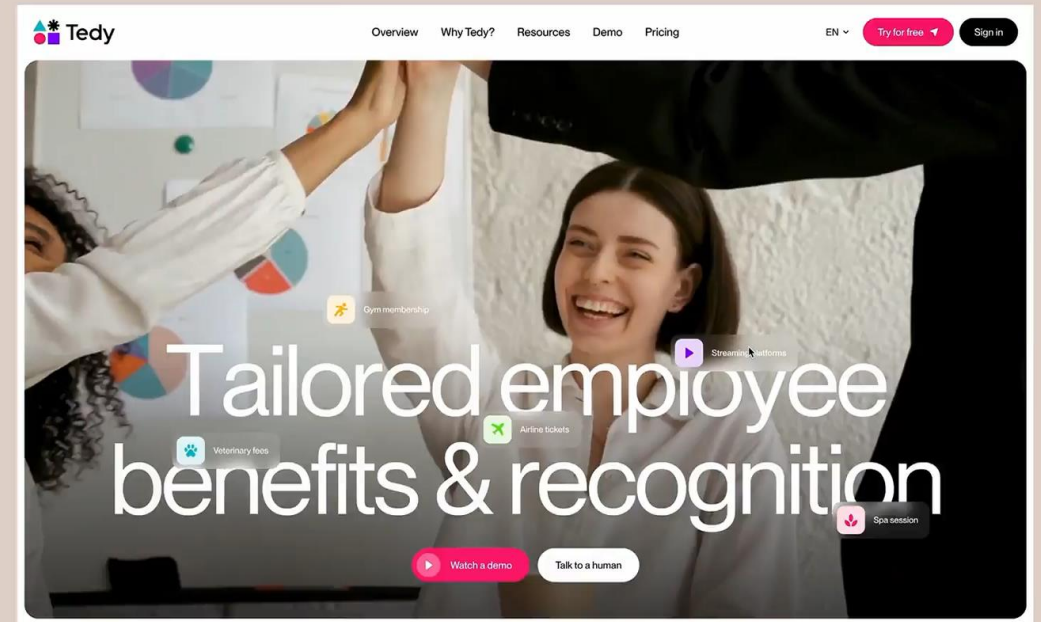 Tedy
Overview Why Tedy? Resources Demo Pricing
EN
Try for free
Sign in
Gym membership
Streaming platforms
Tailored employee
Airline tickets
Veterinary fees
benefits & recognition
Spa session
Watch a demo
Talk to a human